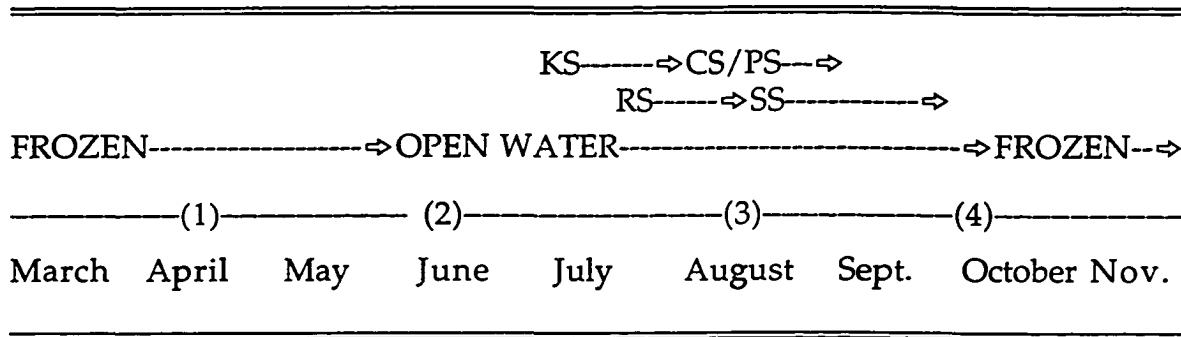 KS-------⇨CS/PS---⇨
RS------⇨SS------------⇨
FROZEN-------------------⇨OPEN WATER----------------------------⇨FROZEN--⇨
(1) (2) (3) (4)
March April May June July August Sept. October Nov.